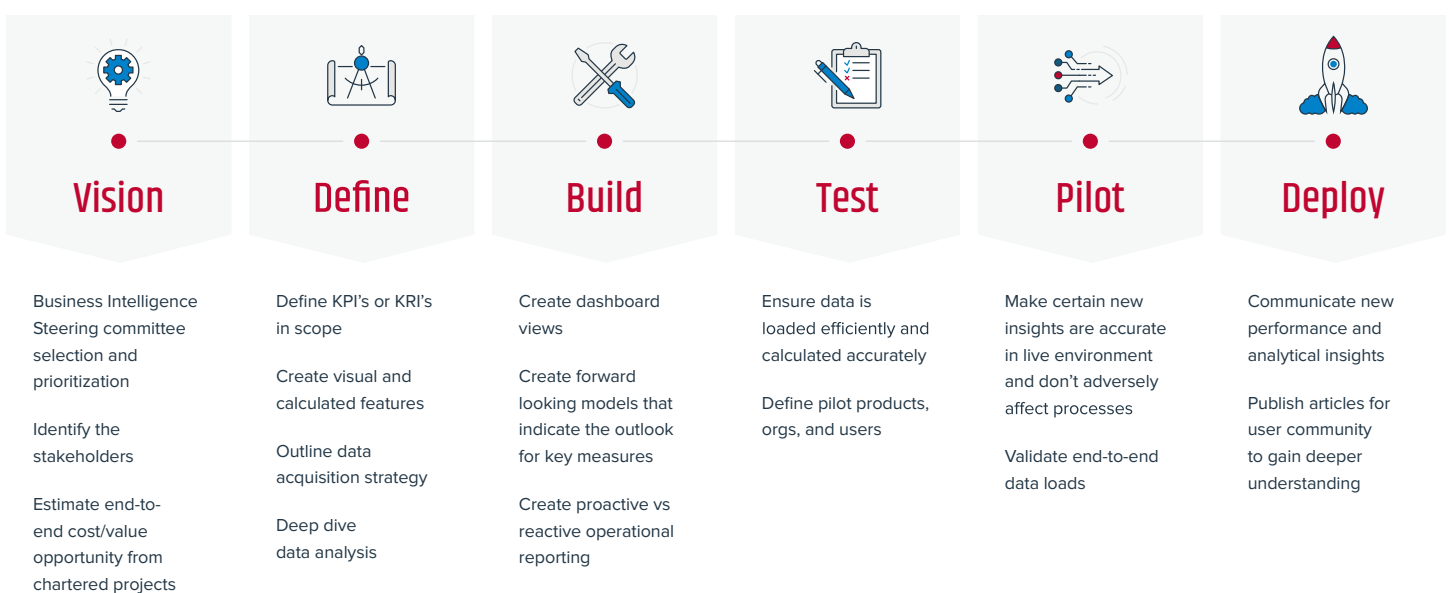 Vision
Business Intelligence
Steering committee
selection and
prioritization
Identify the
stakeholders
Estimate end-to-
end cost/value
opportunity from
chartered projects
Define
Define KPI's or KRI's
in scope
Create visual and
calculated features
Outline data
acquisition strategy
Deep dive
data analysis
Build
Create dashboard
views
Create forward
looking models that
indicate the outlook
for key measures
Create proactive vs
reactive operational
reporting
Test
Ensure data is
loaded efficiently and
calculated accurately
Define pilot products,
orgs, and users
Pilot
Make certain new
insights are accurate
in live environment
and don't adversely
affect processes
Validate end-to-end
data loads
Deploy
Communicate new
performance and
analytical insights
Publish articles for
user community
to gain deeper
understanding